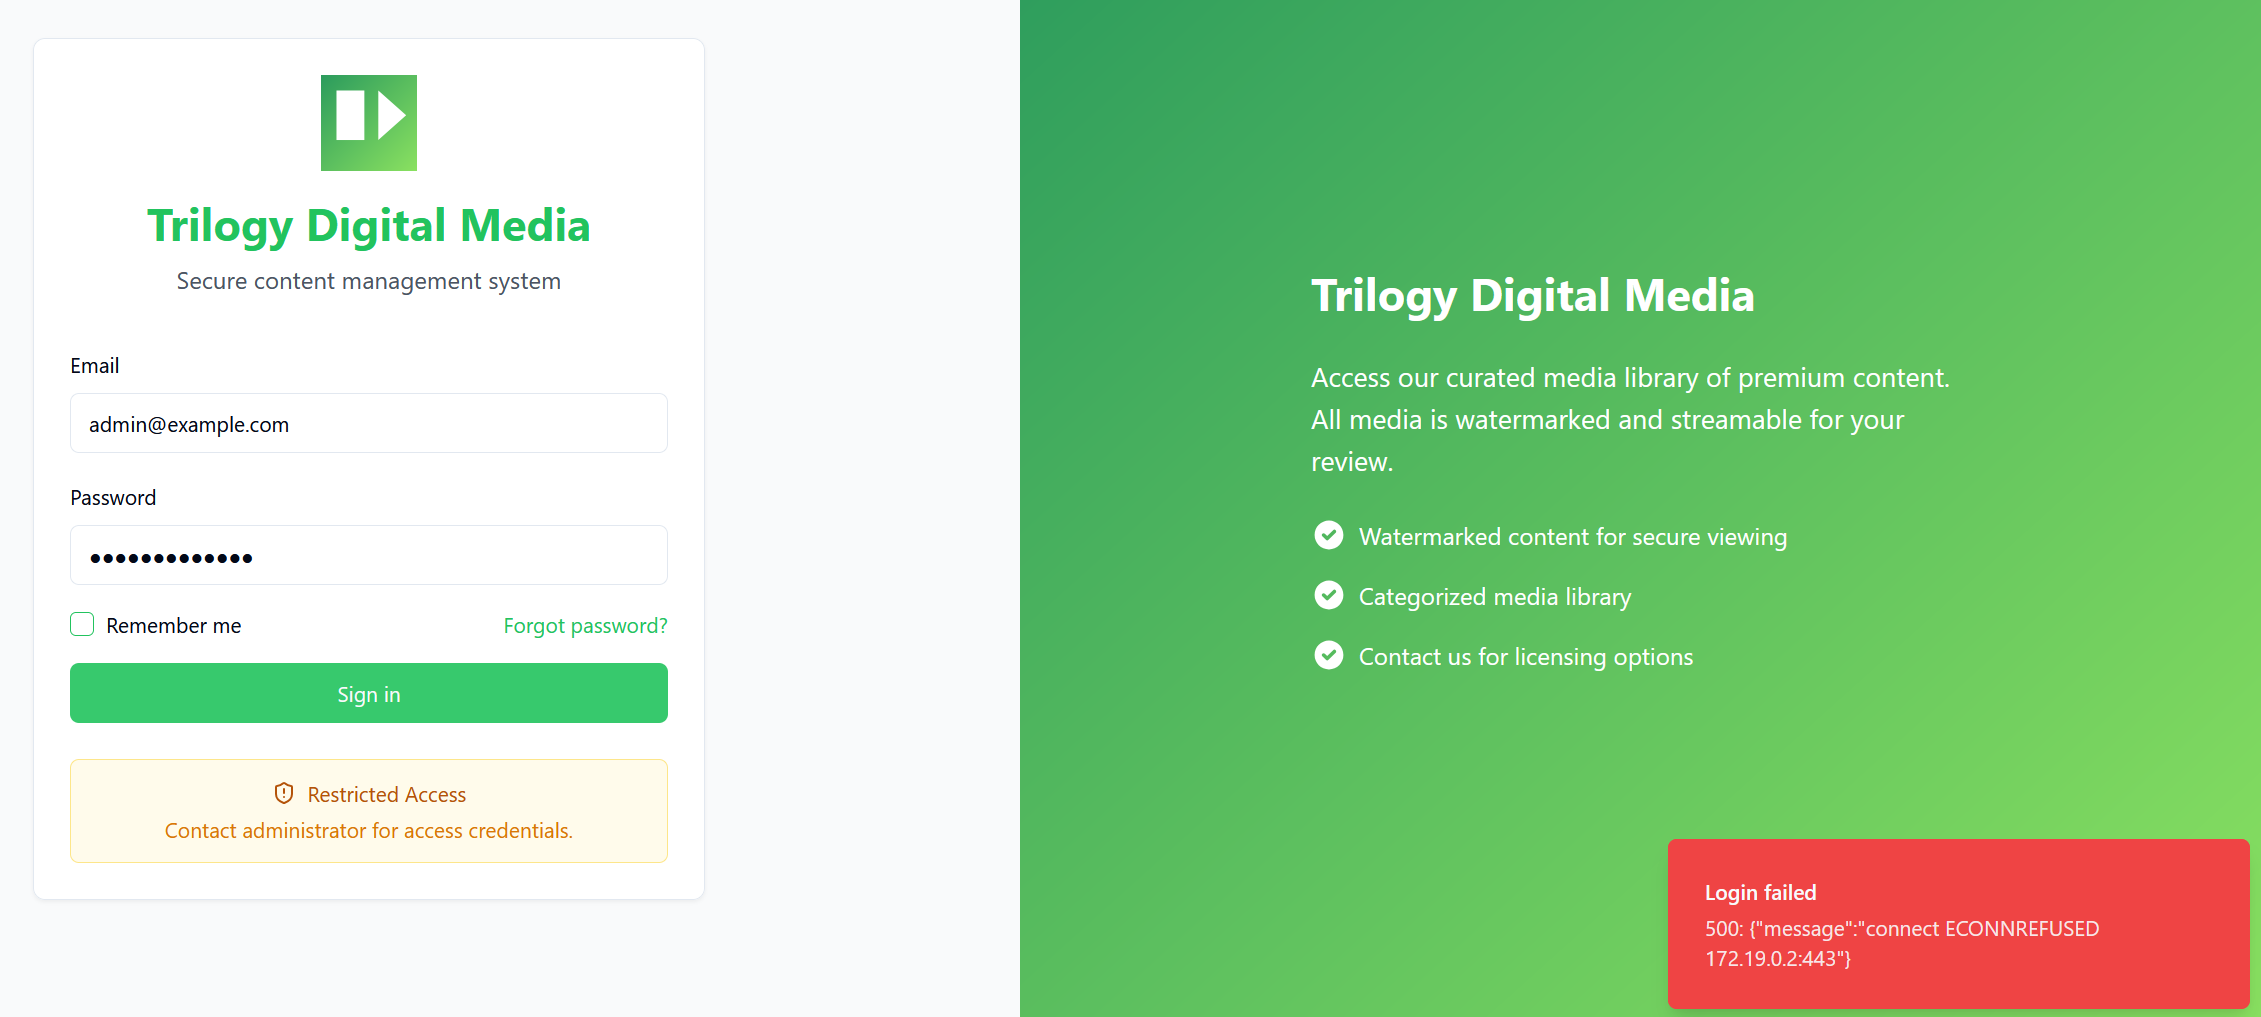 Trilogy Digital Media
Secure content management system
Email
admin@example.com
Password
•••••••••••••
Remember me
Forgot password?
Sign in
Restricted Access
Contact administrator for access credentials.
Trilogy Digital Media
Access our curated media library of premium content.
All media is watermarked and streamable for your
review.
Watermarked content for secure viewing
Categorized media library
Contact us for licensing options
Login failed
500: {"message":"connect ECONNREFUSED
172.19.0.2:443"}